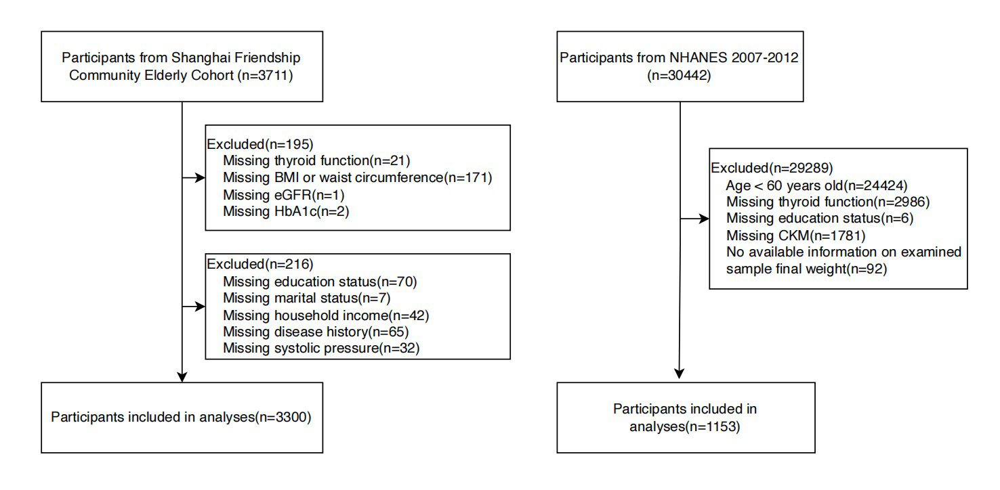 Participants from Shanghai Friendship
Community Elderly Cohort (n=3711)
Excluded(n=195)
Missing thyroid function(n=21)
Missing BMI or waist circumference(n=171)
Missing eGFR(n=1)
Missing HbA1c(n=2)
Excluded(n=216)
Missing education status(n=70)
Missing marital status(n=7)
Missing household income(n=42)
Missing disease history(n=65)
Missing systolic pressure(n=32)
Participants included in analyses(n=3300)
Participants from NHANES 2007-2012
(n=30442)
Excluded(n=29289)
Age < 60 years old(n=24424)
Missing thyroid function(n=2986)
Missing education status(n=6)
Missing CKM(n=1781)
No available information on examined
sample final weight(n=92)
Participants included in
analyses(n=1153)